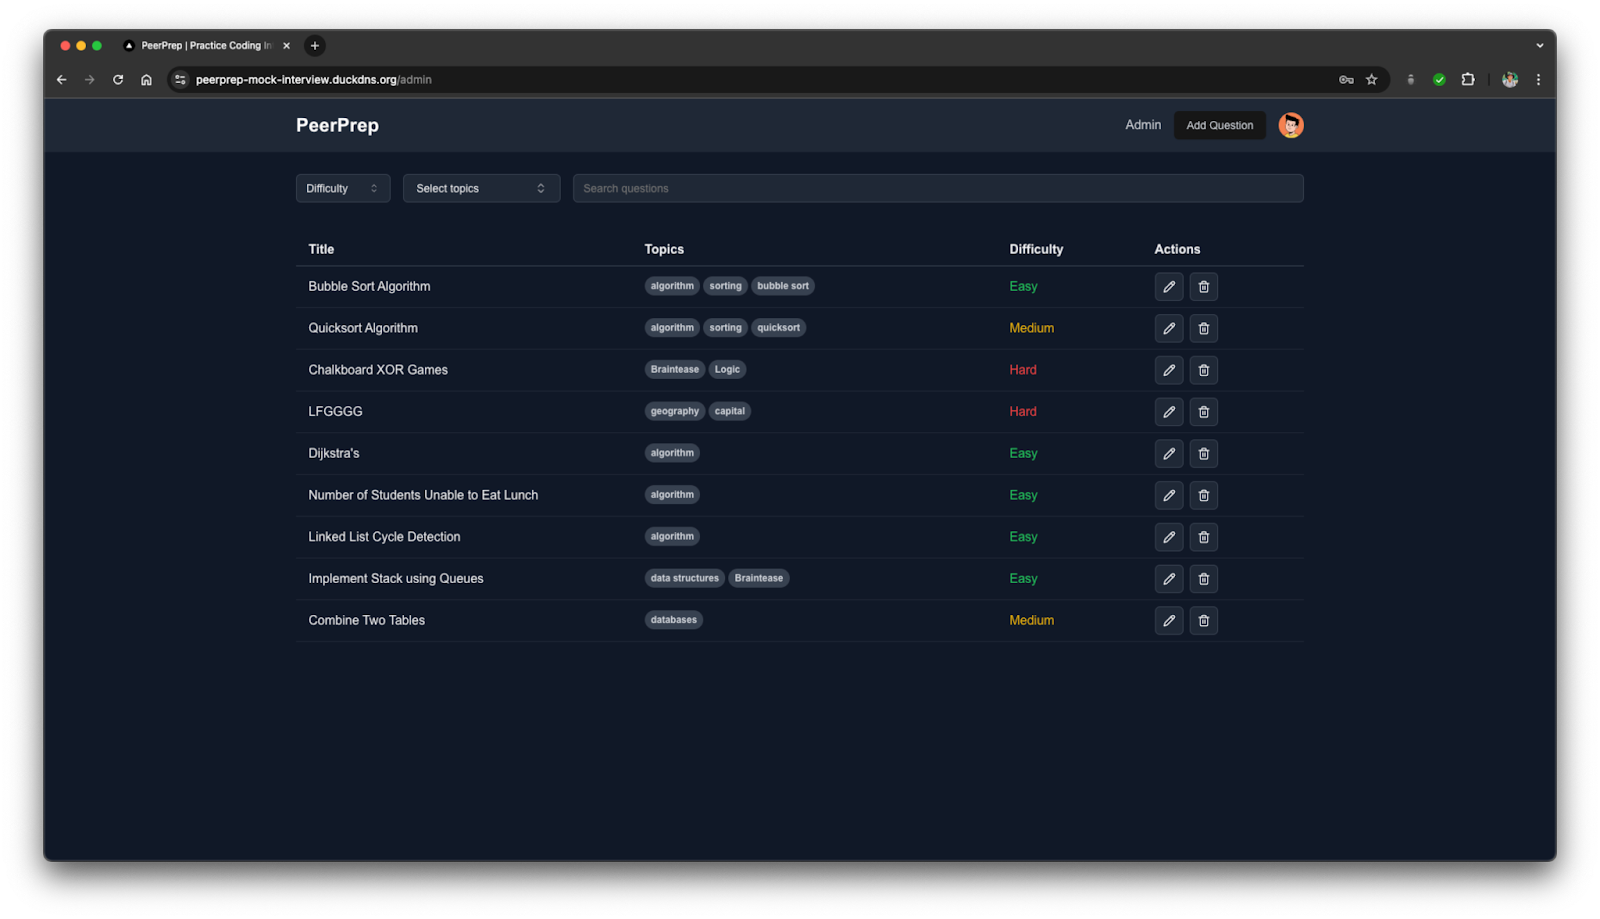 PeerPrep | Practice Coding In
peerprep-mock-interview.duckdns.org/admin
PeerPrep Admin Add Question
Difficulty Select topics Search questions
Title Topics Difficulty Actions
Bubble Sort Algorithm algorithm sorting bubble sort Easy
Quicksort Algorithm algorithm sorting quicksort Medium
Chalkboard XOR Games Braintease Logic Hard
LFGGGG geography capital Hard
Dijkstra's algorithm Easy
Number of Students Unable to Eat Lunch algorithm Easy
Linked List Cycle Detection algorithm Easy
Implement Stack using Queues data structures Braintease Easy
Combine Two Tables databases Medium